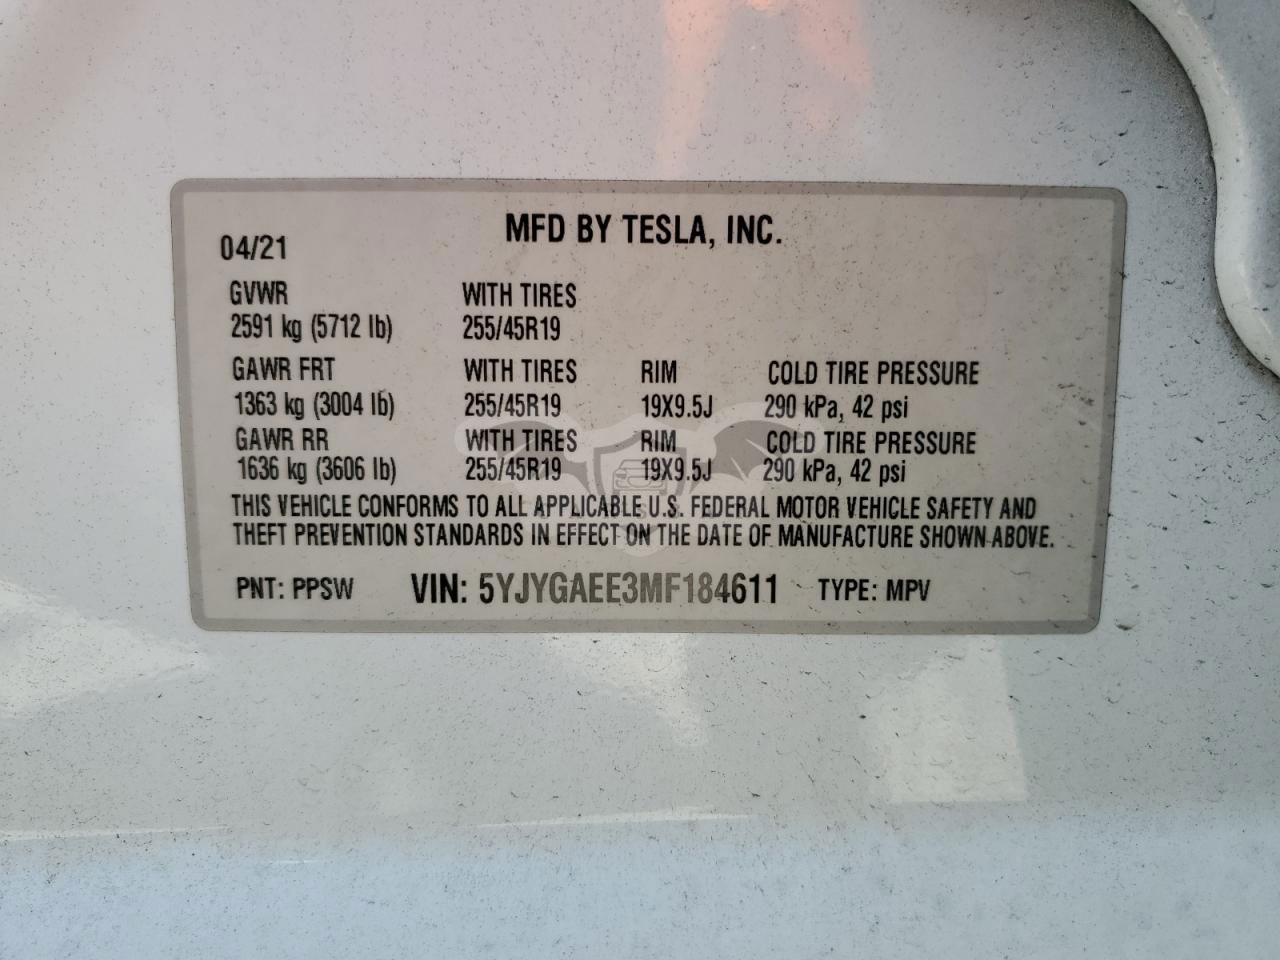 MFD BY TESLA, INC.
04/21
GVWR WITH TIRES
2591 kg (5712 lb) 255/45R19
GAWR FRT WITH TIRES RIM COLD TIRE PRESSURE
1363 kg (3004 lb) 255/45R19 19X9.5J 290 kPa, 42 psi
GAWR RR WITH TIRES RIM COLD TIRE PRESSURE
1636 kg (3606 lb) 255/45R19 19X9.5J 290 kPa, 42 psi
THIS VEHICLE CONFORMS TO ALL APPLICABLE U.S. FEDERAL MOTOR VEHICLE SAFETY AND
THEFT PREVENTION STANDARDS IN EFFECT ON THE DATE OF MANUFACTURE SHOWN ABOVE.
PNT: PPSW VIN: 5YJYGAEE3MF184611 TYPE: MPV